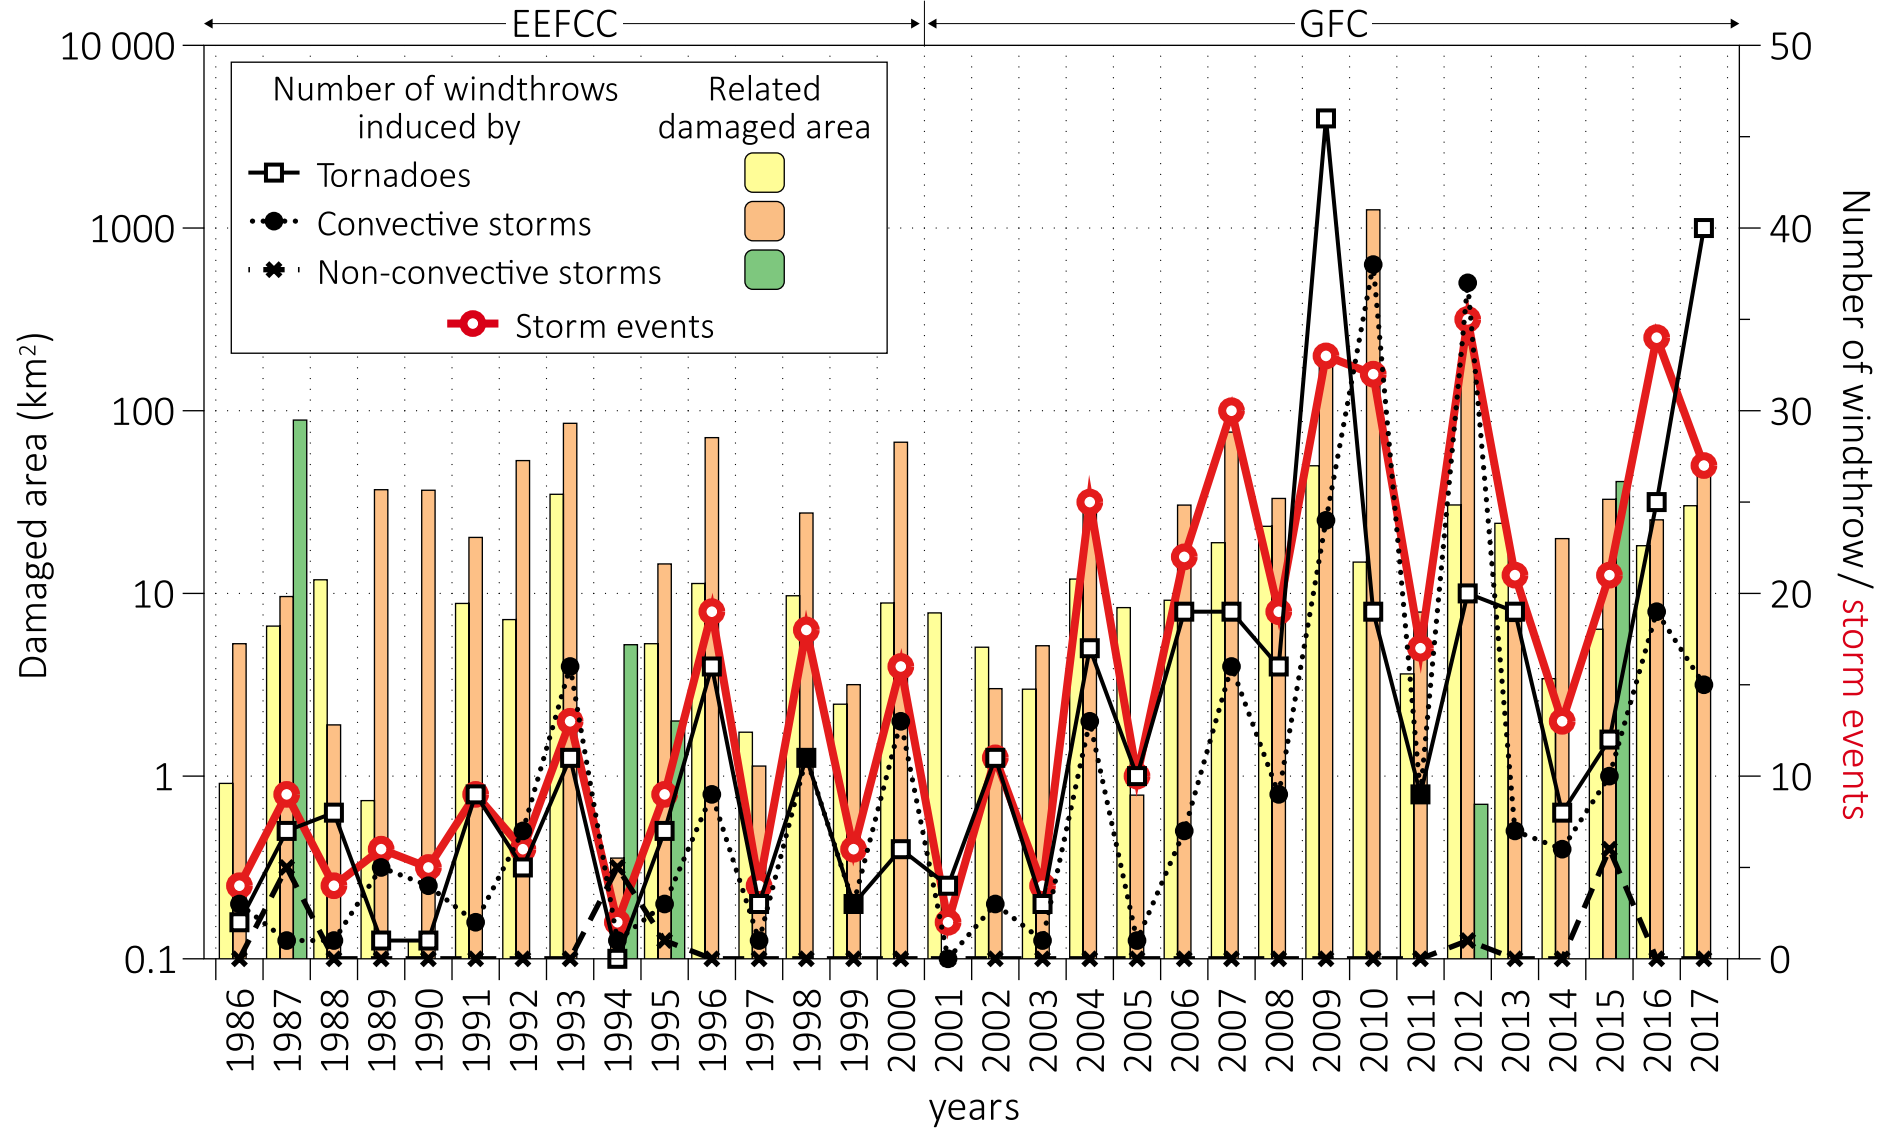 EEFCC GFC
10 000
1000
100
10
1
0.1
Damaged area (km²)
Number of windthrows
induced by
Related
damaged area
Tornadoes
Convective storms
Non-convective storms
Storm events
50
40
30
20
10
0
Number of windthrow/ storm events
1986 1987 1988 1989 1990 1991 1992 1993 1994 1995 1996 1997 1998 1999 2000 2001 2002 2003 2004 2005 2006 2007 2008 2009 2010 2011 2012 2013 2014 2015 2016 2017
years